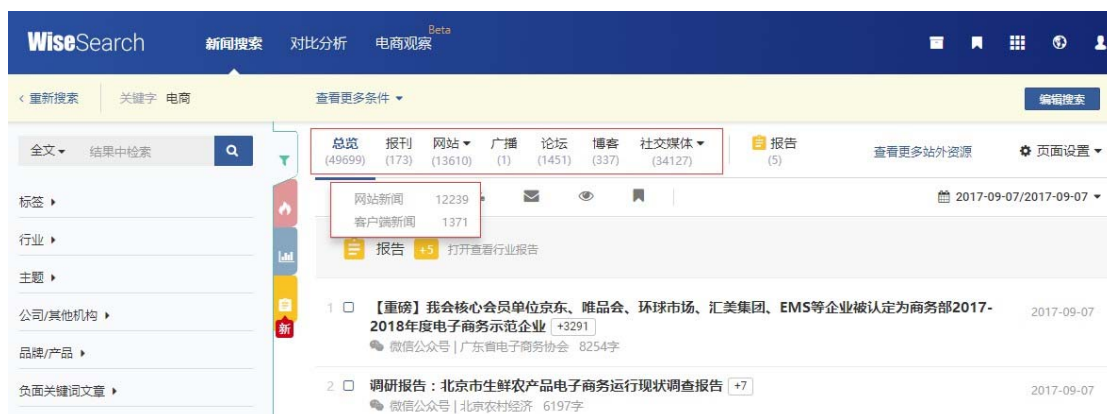 WiseSearch 新闻搜索 对比分析 电商观察 Beta
< 重新搜索 关键字 电商 查看更多条件 编辑搜索
全文 结果中检索
总览 报刊 网站 广播 论坛 博客 社交媒体 报告 查看更多站外资源 页面设置
(49699) (173) (13610) (1) (1451) (337) (34127) (5)
标签
网站新闻 12239
客户端新闻 1371
2017-09-07/2017-09-07
行业
报告 +5 打开查看行业报告
主题
公司/其他机构
新
品牌/产品
负面关键词文章
1 【重磅】我会核心会员单位京东、唯品会、环球市场、汇美集团、EMS等企业被认定为商务部2017-
2018年度电子商务示范企业 +3291
2017-09-07
微信公众号 | 广东省电子商务协会 8254字
2 调研报告：北京市生鲜农产品电子商务运行现状调查报告 +7
2017-09-07
微信公众号 | 北京农村经济 6197字